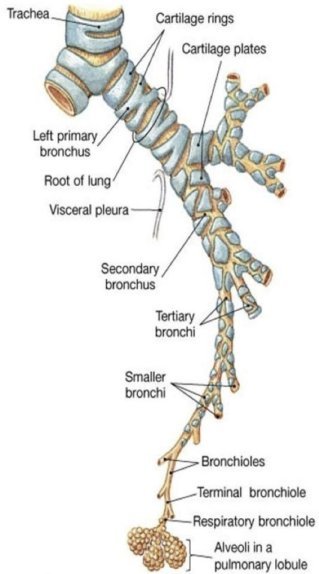 Trachea
Cartilage rings
Cartilage plates
Left primary
bronchus
Root of lung
Visceral pleura
Secondary
bronchus
Tertiary
bronchi
Smaller
bronchi
Bronchioles
Terminal bronchiole
Respiratory bronchiole
Alveoli in a
pulmonary lobule